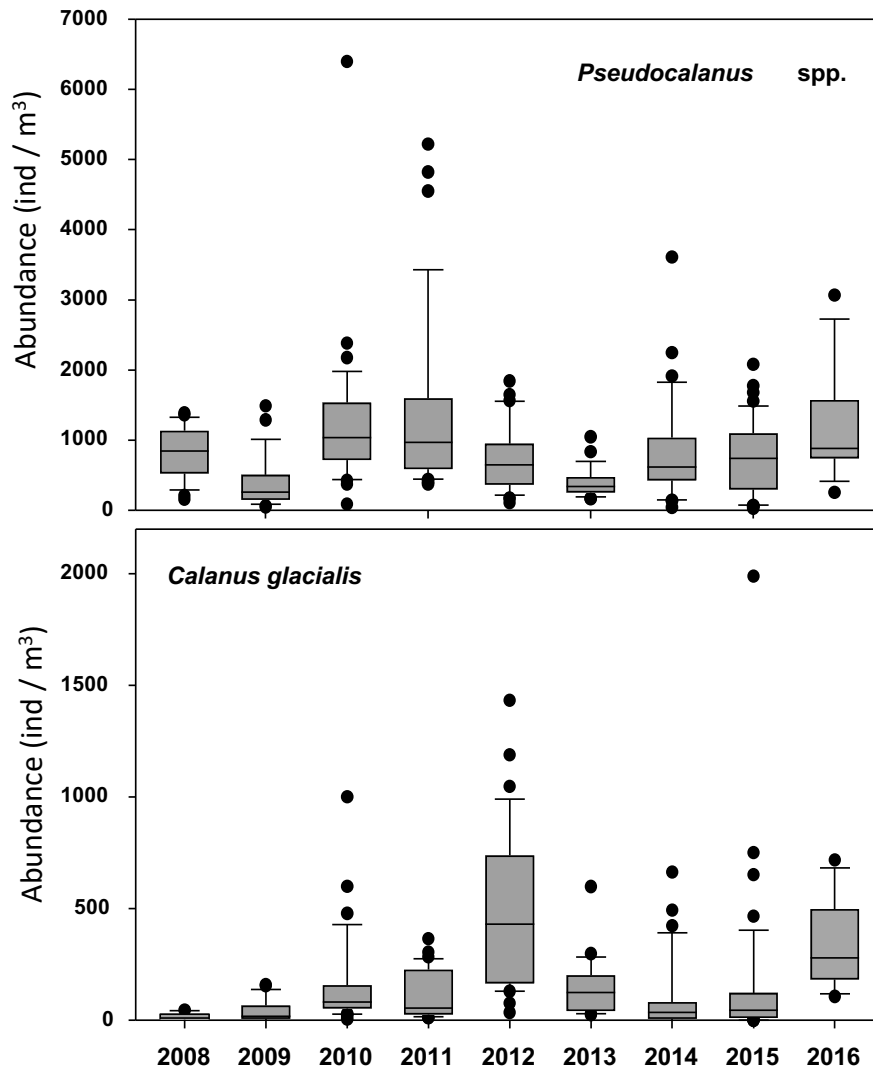 Abundance (ind / m³)
7000
6000
5000
4000
3000
2000
1000
0
Pseudocalanus spp.
Abundance (ind / m³)
2000
1500
1000
500
0
Calanus glacialis
2008 2009 2010 2011 2012 2013 2014 2015 2016